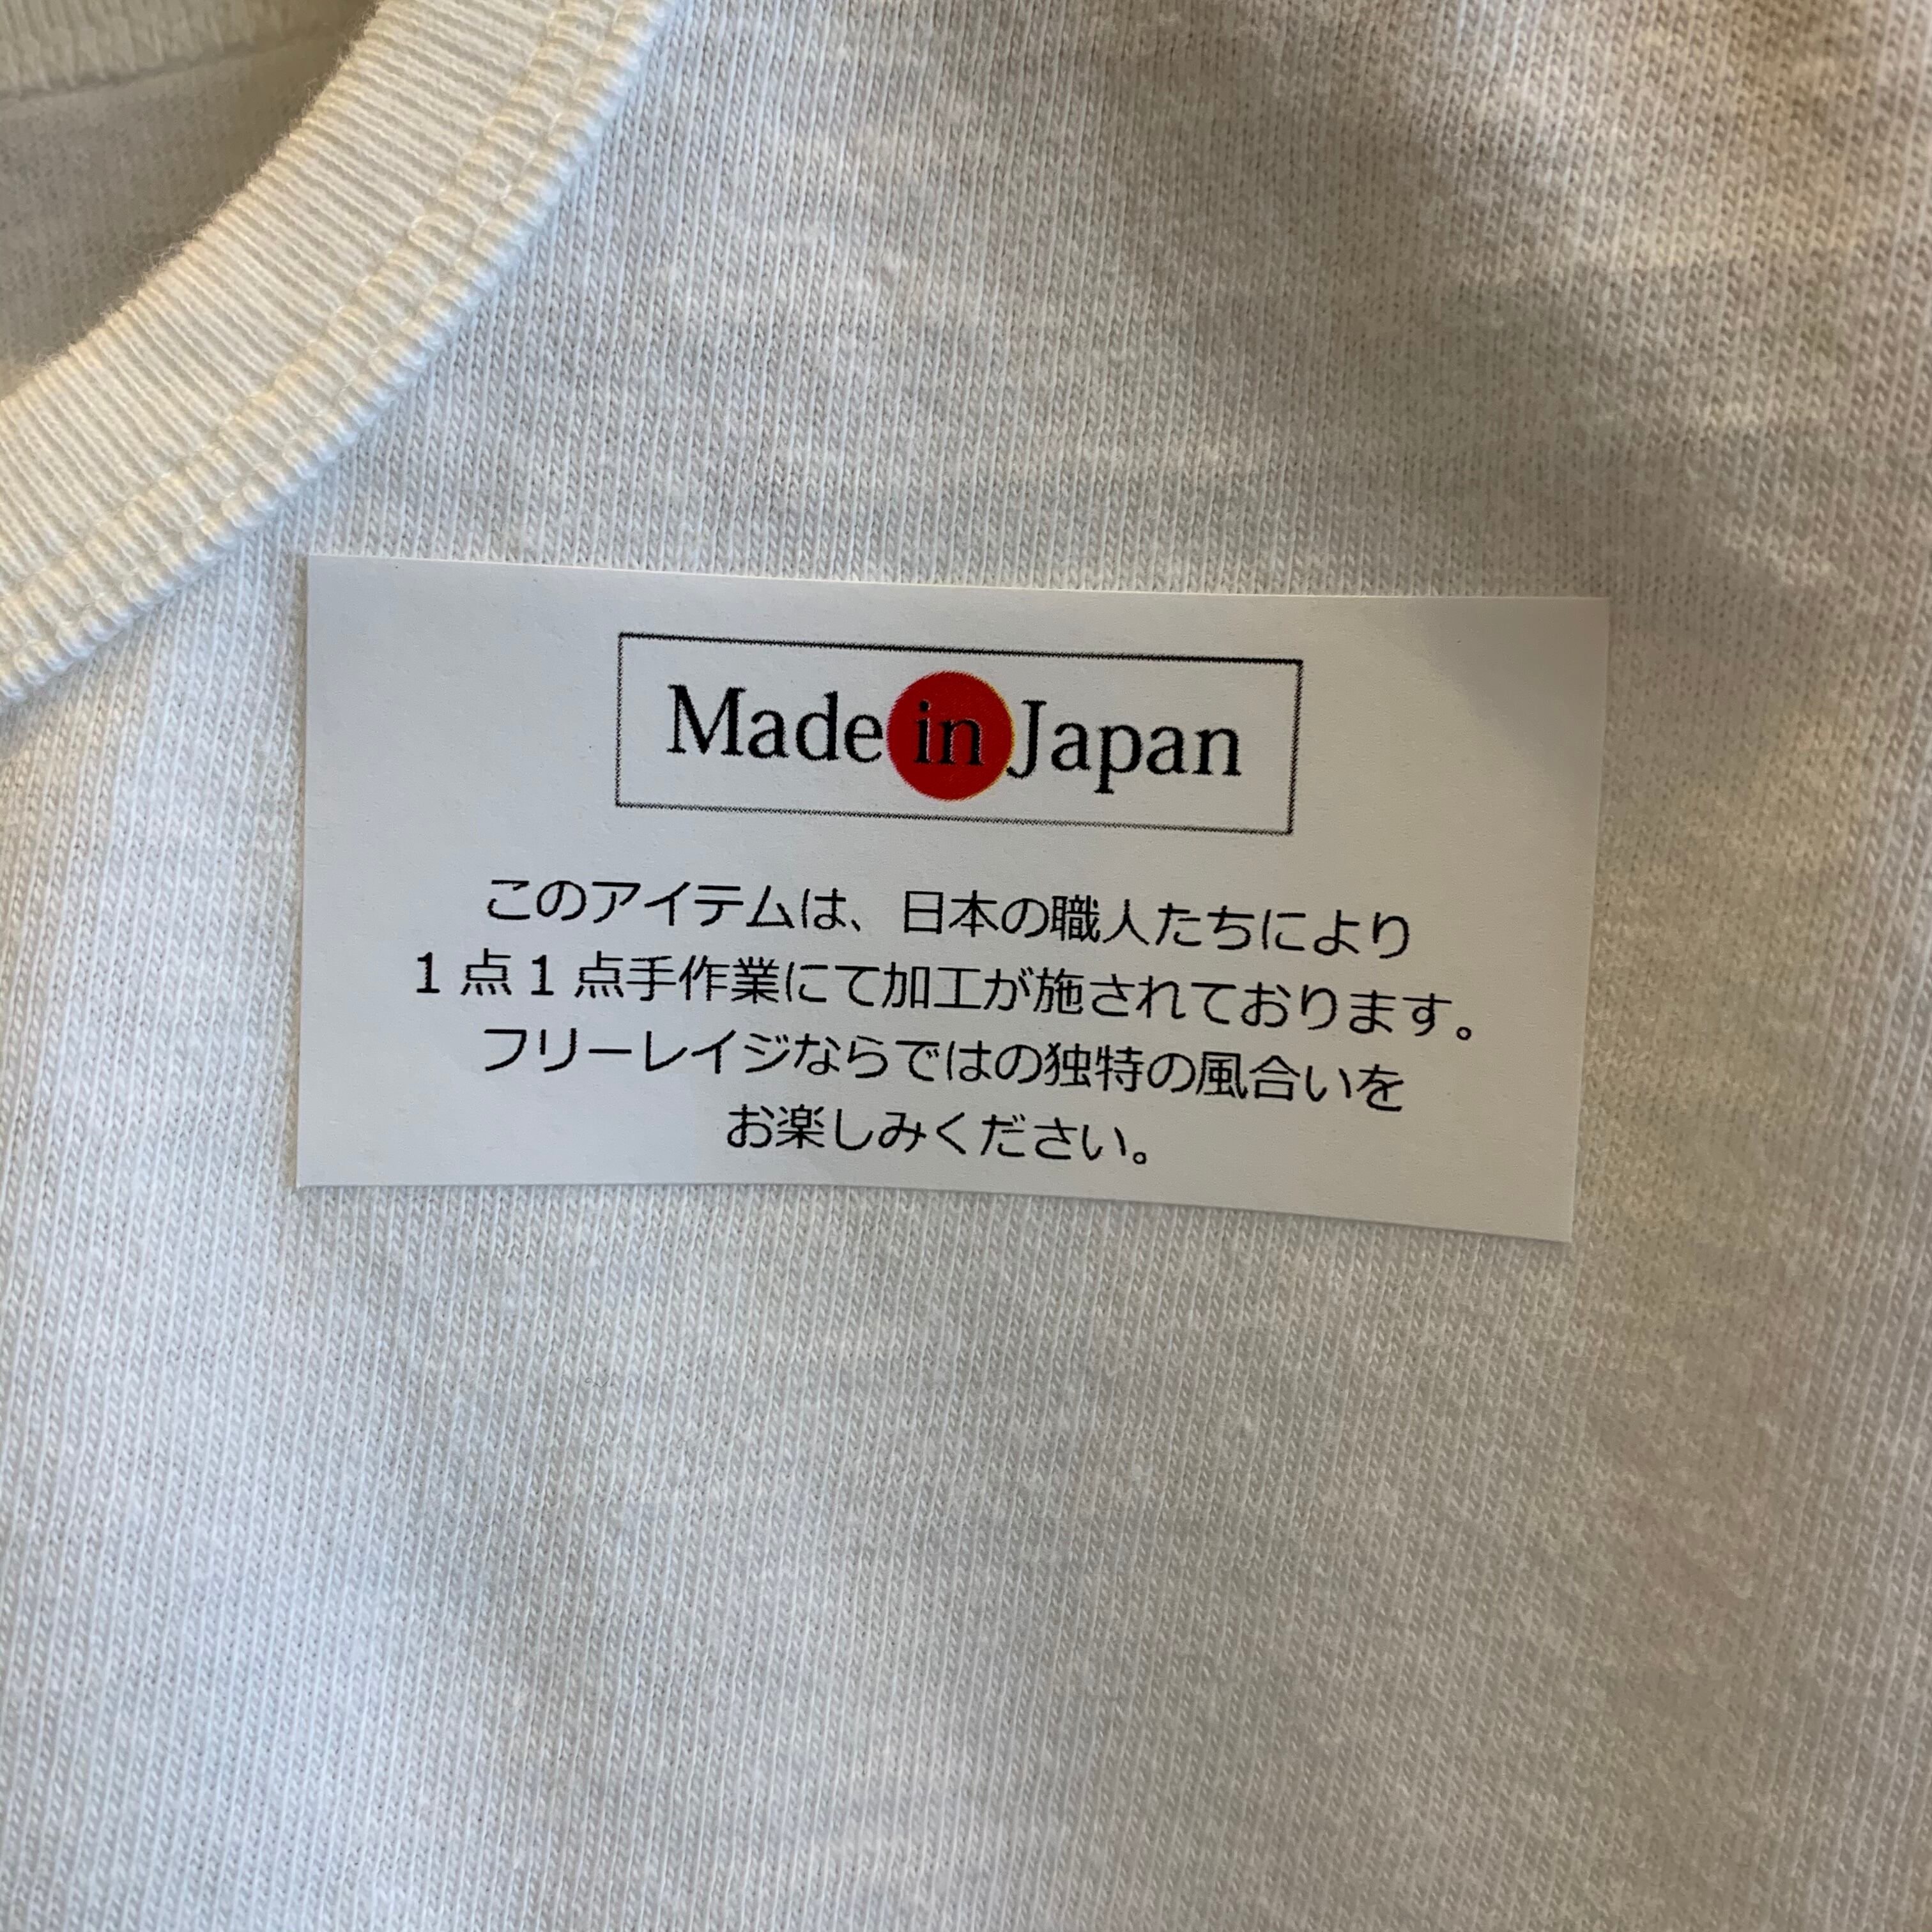 Made in Japan
このアイテムは、日本の職人たちにより
1点1点手作業にて加工が施されております。
フリーレイジならではの独特の風合いを
お楽しみください。